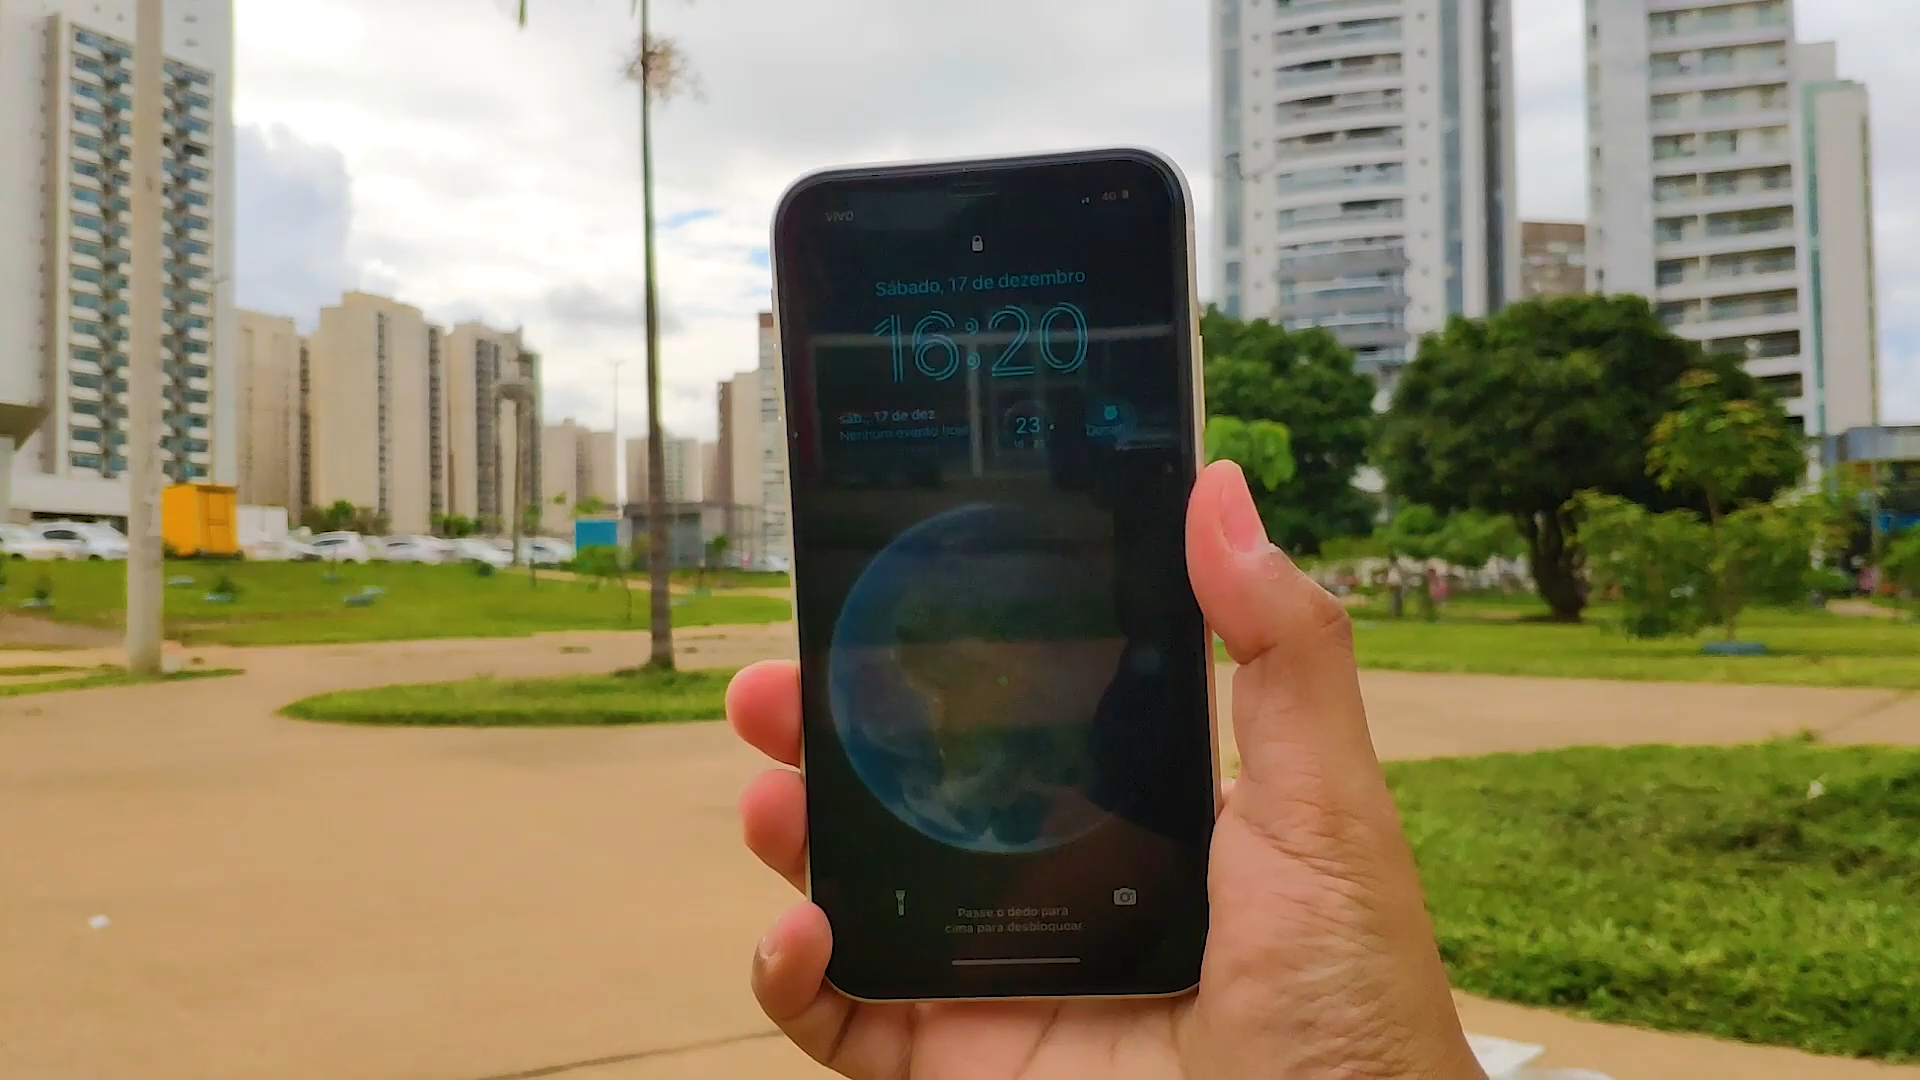 VIVO
4G
Sábado, 17 de dezembro
16:20
sáb., 17 de dez
Nenhum evento hoje
23
Passe o dedo para
cima para desbloquear